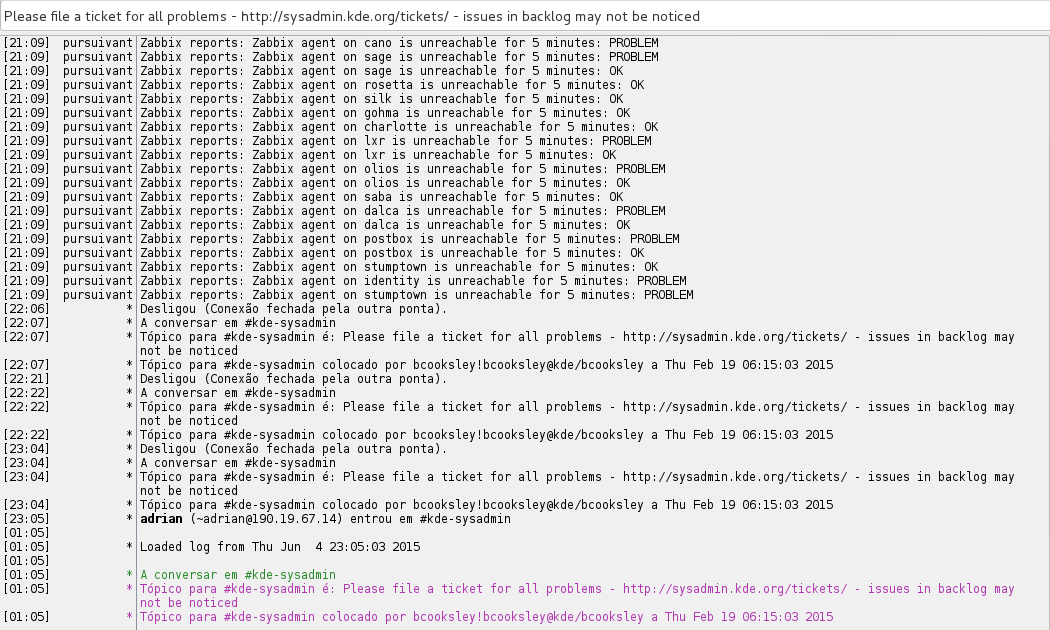 Please file a ticket for all problems - http://sysadmin.kde.org/tickets/ - issues in backlog may not be noticed
[21:09] pursuivant Zabbix reports: Zabbix agent on cano is unreachable for 5 minutes: PROBLEM
[21:09] pursuivant Zabbix reports: Zabbix agent on sage is unreachable for 5 minutes: PROBLEM
[21:09] pursuivant Zabbix reports: Zabbix agent on sage is unreachable for 5 minutes: OK
[21:09] pursuivant Zabbix reports: Zabbix agent on rosetta is unreachable for 5 minutes: OK
[21:09] pursuivant Zabbix reports: Zabbix agent on silk is unreachable for 5 minutes: OK
[21:09] pursuivant Zabbix reports: Zabbix agent on gohma is unreachable for 5 minutes: OK
[21:09] pursuivant Zabbix reports: Zabbix agent on charlotte is unreachable for 5 minutes: OK
[21:09] pursuivant Zabbix reports: Zabbix agent on lxr is unreachable for 5 minutes: PROBLEM
[21:09] pursuivant Zabbix reports: Zabbix agent on lxr is unreachable for 5 minutes: OK
[21:09] pursuivant Zabbix reports: Zabbix agent on olios is unreachable for 5 minutes: PROBLEM
[21:09] pursuivant Zabbix reports: Zabbix agent on olios is unreachable for 5 minutes: OK
[21:09] pursuivant Zabbix reports: Zabbix agent on saba is unreachable for 5 minutes: OK
[21:09] pursuivant Zabbix reports: Zabbix agent on dalca is unreachable for 5 minutes: PROBLEM
[21:09] pursuivant Zabbix reports: Zabbix agent on dalca is unreachable for 5 minutes: OK
[21:09] pursuivant Zabbix reports: Zabbix agent on postbox is unreachable for 5 minutes: PROBLEM
[21:09] pursuivant Zabbix reports: Zabbix agent on postbox is unreachable for 5 minutes: OK
[21:09] pursuivant Zabbix reports: Zabbix agent on stumptown is unreachable for 5 minutes: OK
[21:09] pursuivant Zabbix reports: Zabbix agent on identity is unreachable for 5 minutes: PROBLEM
[21:09] pursuivant Zabbix reports: Zabbix agent on stumptown is unreachable for 5 minutes: PROBLEM
[22:06] * Desligou (Conexão fechada pela outra ponta).
[22:07] * A conversar em #kde-sysadmin
[22:07] * Tópico para #kde-sysadmin é: Please file a ticket for all problems - http://sysadmin.kde.org/tickets/ - issues in backlog may
not be noticed
[22:07] * Tópico para #kde-sysadmin colocado por bcooksley!bcooksley@kde/bcooksley a Thu Feb 19 06:15:03 2015
[22:21] * Desligou (Conexão fechada pela outra ponta).
[22:22] * A conversar em #kde-sysadmin
[22:22] * Tópico para #kde-sysadmin é: Please file a ticket for all problems - http://sysadmin.kde.org/tickets/ - issues in backlog may
not be noticed
[22:22] * Tópico para #kde-sysadmin colocado por bcooksley!bcooksley@kde/bcooksley a Thu Feb 19 06:15:03 2015
[23:04] * Desligou (Conexão fechada pela outra ponta).
[23:04] * A conversar em #kde-sysadmin
[23:04] * Tópico para #kde-sysadmin é: Please file a ticket for all problems - http://sysadmin.kde.org/tickets/ - issues in backlog may
not be noticed
[23:04] * Tópico para #kde-sysadmin colocado por bcooksley!bcooksley@kde/bcooksley a Thu Feb 19 06:15:03 2015
[23:05] * adrian (~adrian@190.19.67.14) entrou em #kde-sysadmin
[01:05]
[01:05] * Loaded log from Thu Jun  4 23:05:03 2015
[01:05]
[01:05] * A conversar em #kde-sysadmin
[01:05] * Tópico para #kde-sysadmin é: Please file a ticket for all problems - http://sysadmin.kde.org/tickets/ - issues in backlog may
not be noticed
[01:05] * Tópico para #kde-sysadmin colocado por bcooksley!bcooksley@kde/bcooksley a Thu Feb 19 06:15:03 2015